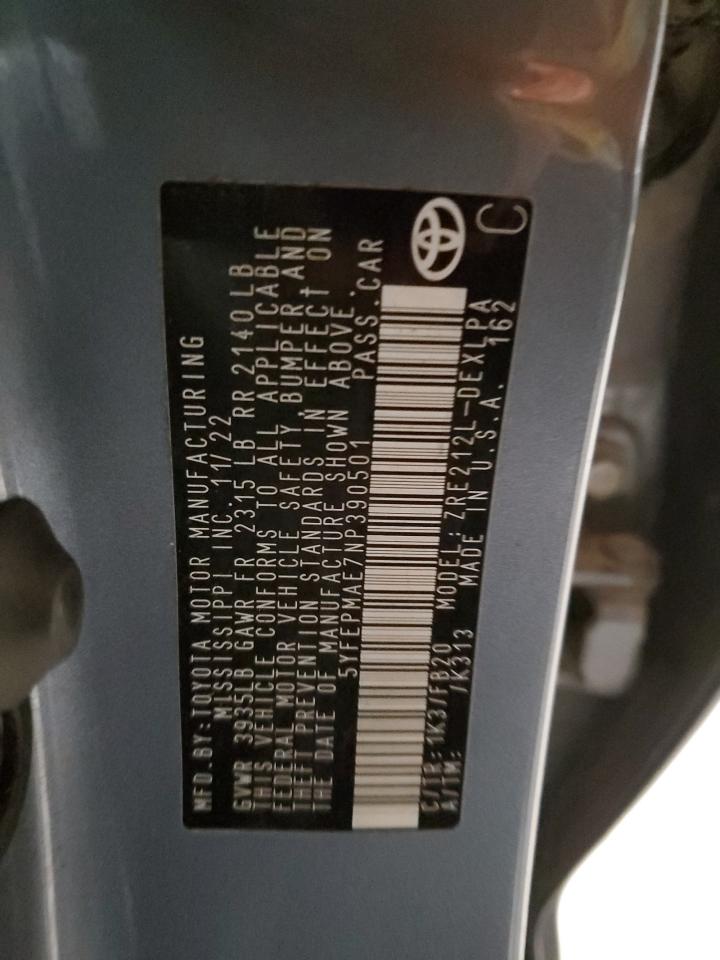 MFD. BY: TOYOTA MOTOR MANUFACTURING
MISSISSIPPI INC. 11/22
GVWR 3935LB GAWR FR 2315 LB RR 2140 LB
THIS VEHICLE CONFORMS TO ALL APPLICABLE
FEDERAL MOTOR VEHICLE SAFETY BUMPER, AND
THEFT PREVENTION STANDARDS IN EFFECT ON
THE DATE OF MANUFACTURE SHOWN ABOVE.
5YFEPMAE7NP390501 PASS. CAR
C/TR: 1K3/FB20 MODEL: ZRE212L-DEXLPA
A/TM: /K313 MADE IN U.S.A. 162
C